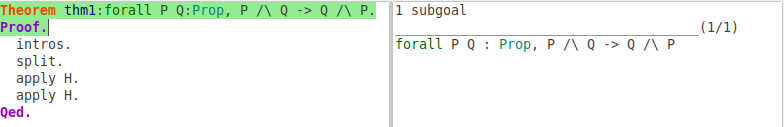 Theorem thm1:forall P Q:Prop, P /\ Q -> Q /\ P.
Proof.
intros.
split.
apply H.
apply H.
Qed.
1 subgoal
(1/1)
forall P Q : Prop, P /\ Q -> Q /\ P